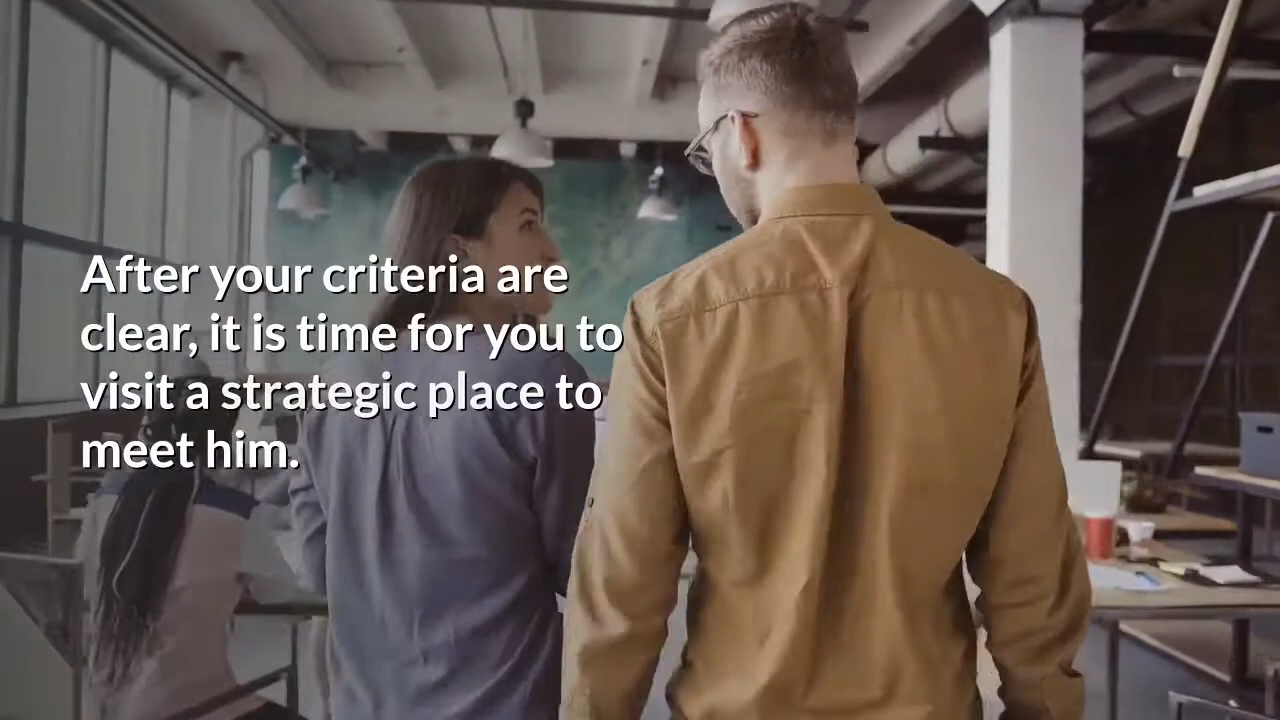 After your criteria are
clear, it is time for you to
visit a strategic place to
meet him.